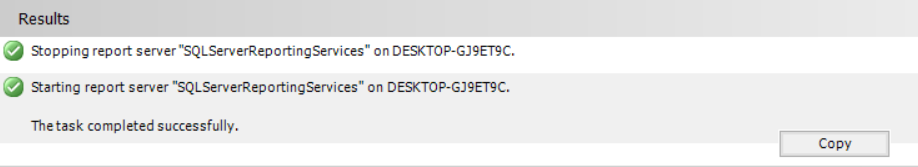 Results
Stopping report server "SQLServerReportingServices" on DESKTOP-GJ9ET9C.
Starting report server "SQLServerReportingServices" on DESKTOP-GJ9ET9C.
The task completed successfully.
Copy